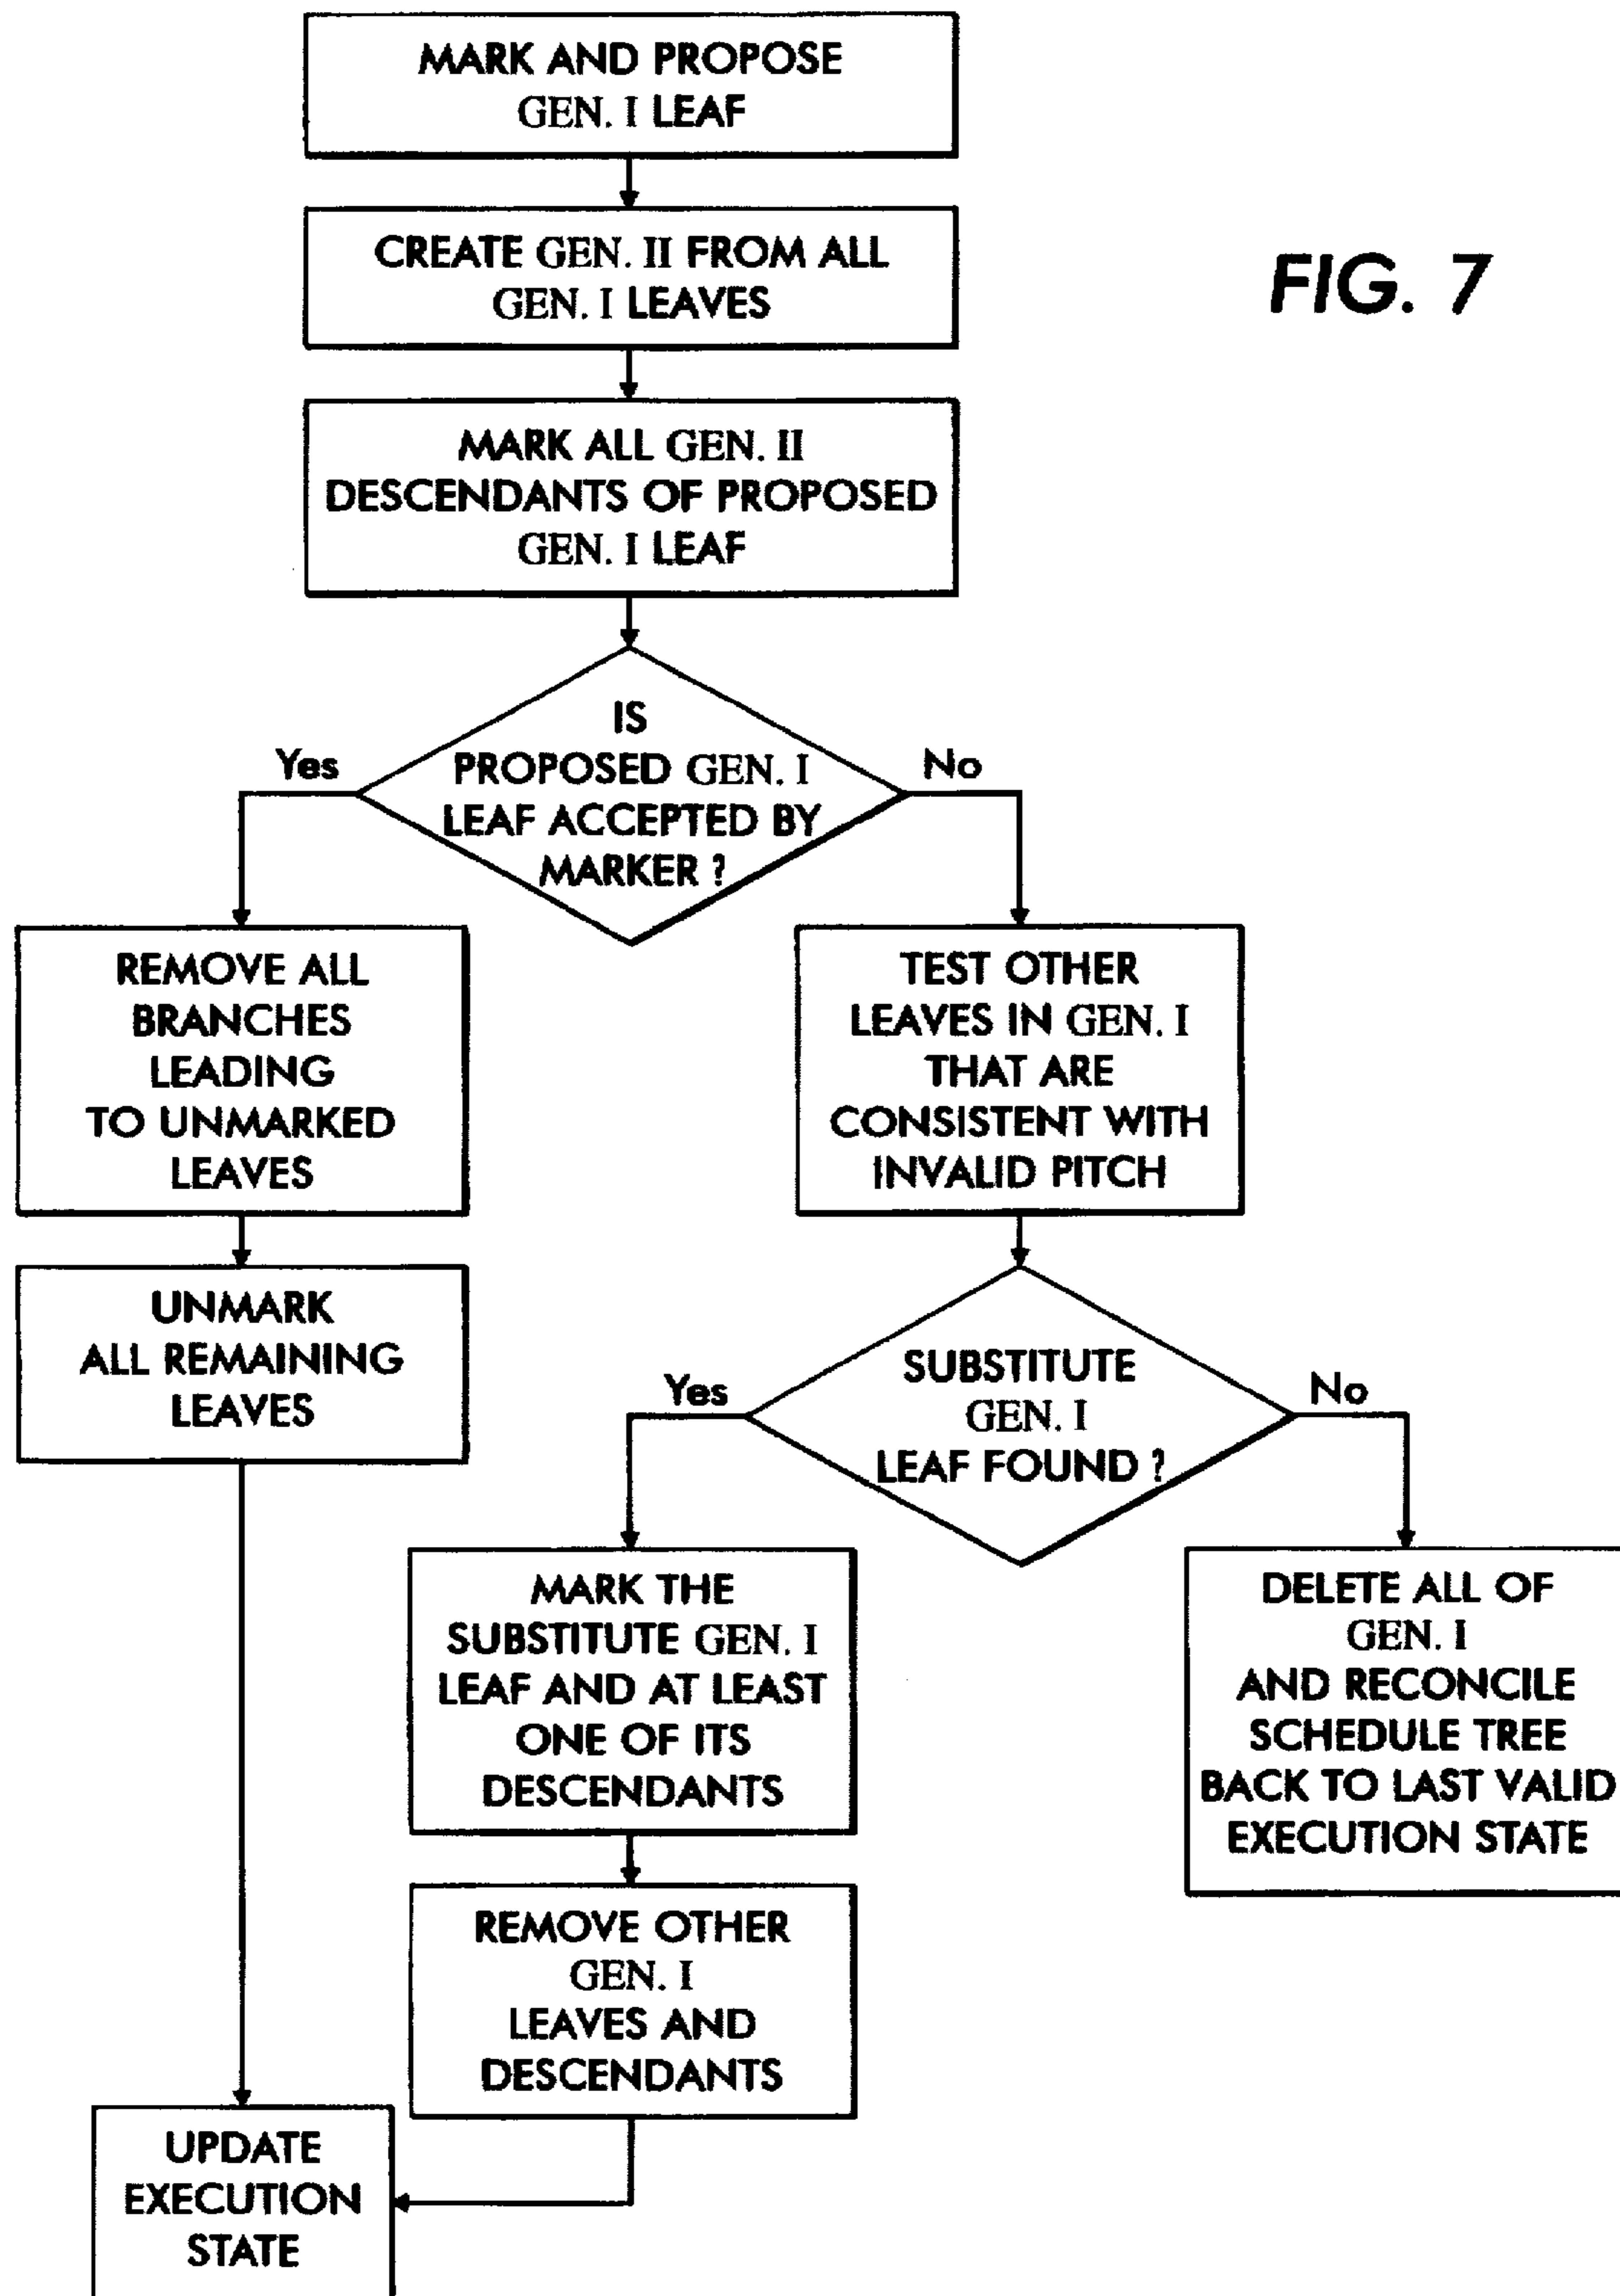 MARK AND PROPOSE
GEN. I LEAF
CREATE GEN. II FROM ALL
GEN. I LEAVES
FIG. 7
MARK ALL GEN. II
DESCENDANTS OF PROPOSED
GEN. I LEAF
IS
PROPOSED GEN. I
LEAF ACCEPTED BY
MARKER ?
Yes
No
REMOVE ALL
BRANCHES
LEADING
TO UNMARKED
LEAVES
TEST OTHER
LEAVES IN GEN. I
THAT ARE
CONSISTENT WITH
INVALID PITCH
UNMARK
ALL REMAINING
LEAVES
SUBSTITUTE
GEN. I
LEAF FOUND ?
Yes
No
MARK THE
SUBSTITUTE GEN. I
LEAF AND AT LEAST
ONE OF ITS
DESCENDANTS
DELETE ALL OF
GEN. I
AND RECONCILE
SCHEDULE TREE
BACK TO LAST VALID
EXECUTION STATE
REMOVE OTHER
GEN. I
LEAVES AND
DESCENDANTS
UPDATE
EXECUTION
STATE